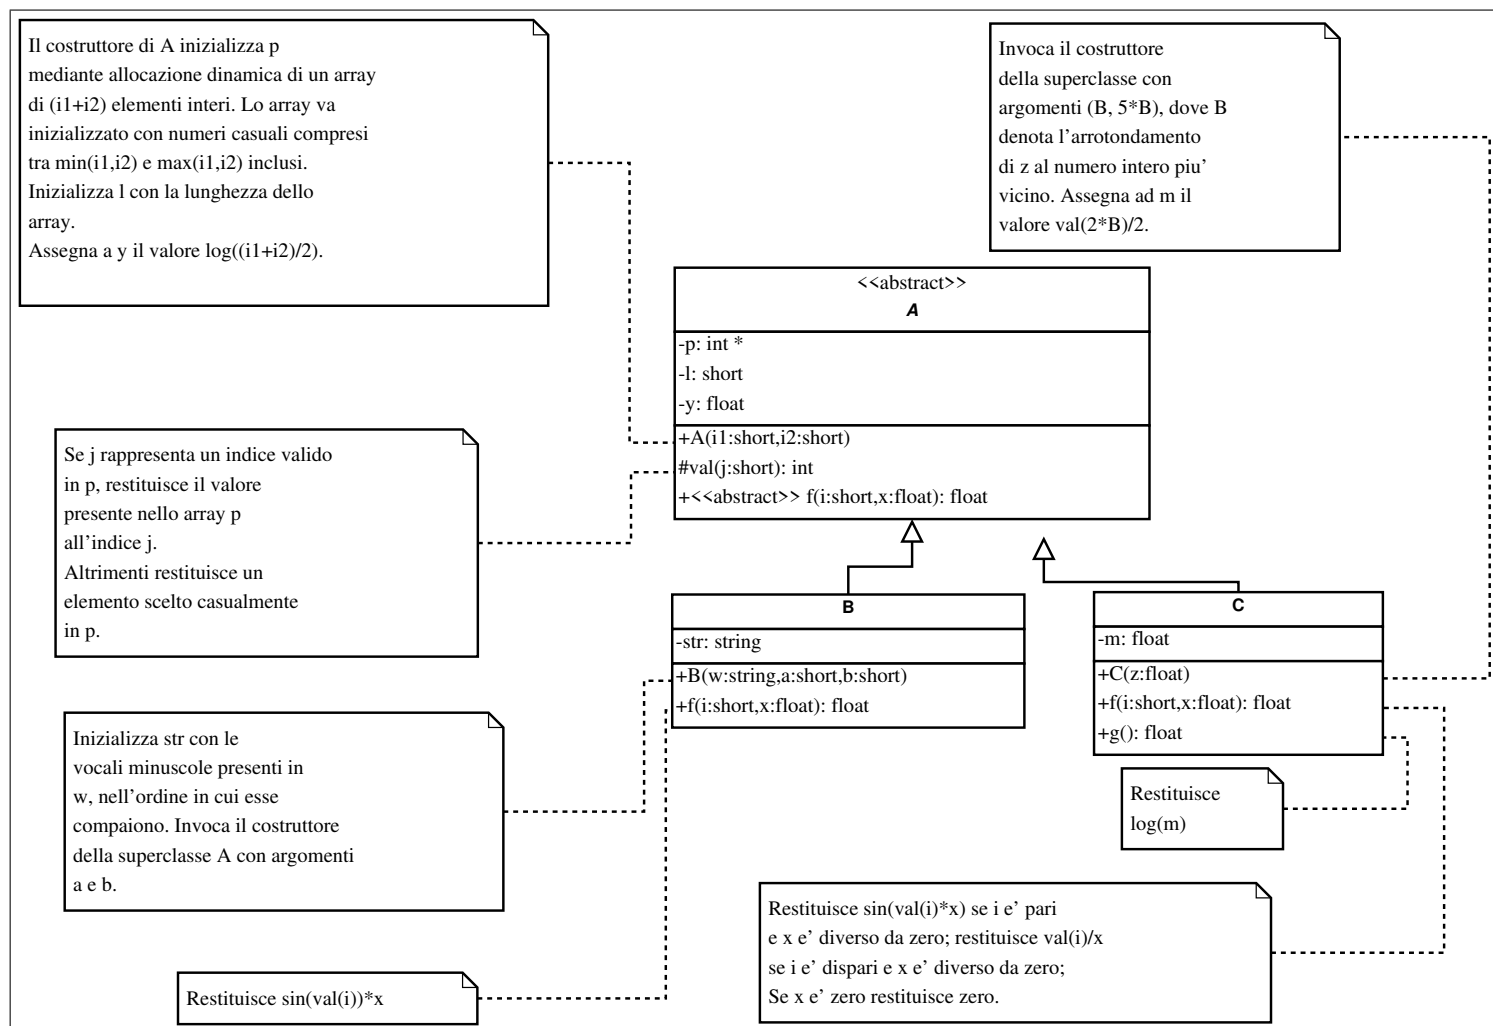 Il costruttore di A inizializza p
mediante allocazione dinamica di un array
di (i1+i2) elementi interi. Lo array va
inizializzato con numeri casuali compresi
tra min(i1,i2) e max(i1,i2) inclusi.
Inizializza l con la lunghezza dello
array.
Assegna a y il valore log((i1+i2)/2).
Invoca il costruttore
della superclasse con
argomenti (B, 5*B), dove B
denota l'arrotondamento
di z al numero intero piu'
vicino. Assegna ad m il
valore val(2*B)/2.
<<abstract>>
A
-p: int *
-l: short
-y: float
+A(i1:short,i2:short)
#val(j:short): int
+<<abstract>> f(i:short,x:float): float
Se j rappresenta un indice valido
in p, restituisce il valore
presente nello array p
all'indice j.
Altrimenti restituisce un
elemento scelto casualmente
in p.
B
-str: string
+B(w:string,a:short,b:short)
+f(i:short,x:float): float
C
-m: float
+C(z:float)
+f(i:short,x:float): float
+g(): float
Inizializza str con le
vocali minuscole presenti in
w, nell'ordine in cui esse
compaiono. Invoca il costruttore
della superclasse A con argomenti
a e b.
Restituisce
log(m)
Restituisce sin(val(i)*x) se i e' pari
e x e' diverso da zero; restituisce val(i)/x
se i e' dispari e x e' diverso da zero;
Se x e' zero restituisce zero.
Restituisce sin(val(i))*x